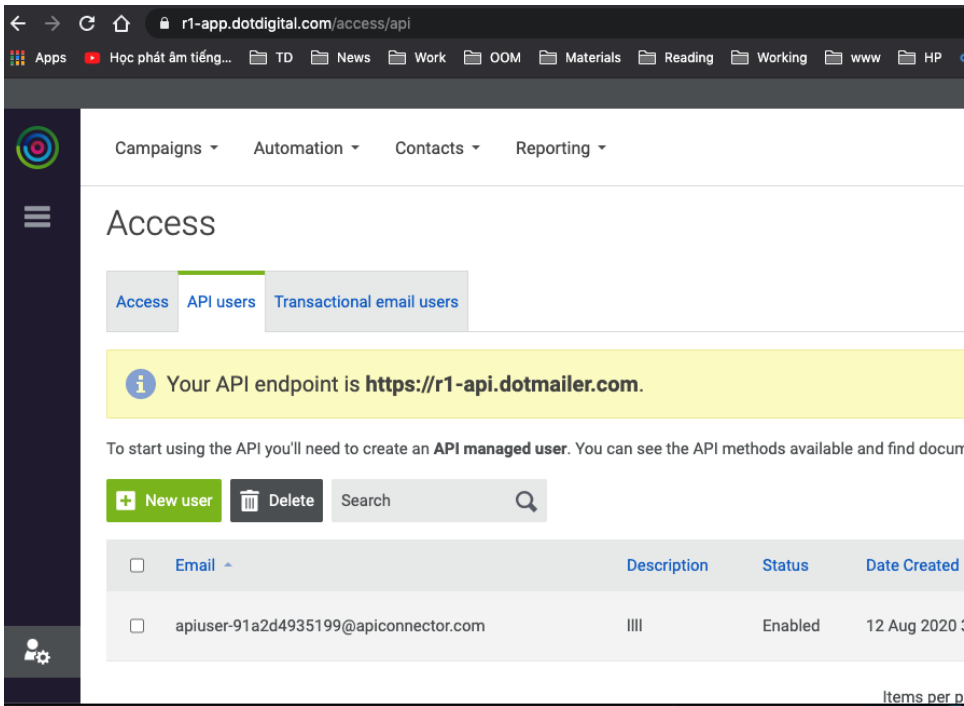 r1-app.dotdigital.com/access/api
Apps Học phát âm tiếng... TD News Work OOM Materials Reading Working www HP
Campaigns Automation Contacts Reporting
Access
Access API users Transactional email users
Your API endpoint is https://r1-api.dotmailer.com.
To start using the API you'll need to create an API managed user. You can see the API methods available and find docum
New user Delete Search
Email Description Status Date Created
apiuser-91a2d4935199@apiconnector.com llll Enabled 12 Aug 2020
Items per p